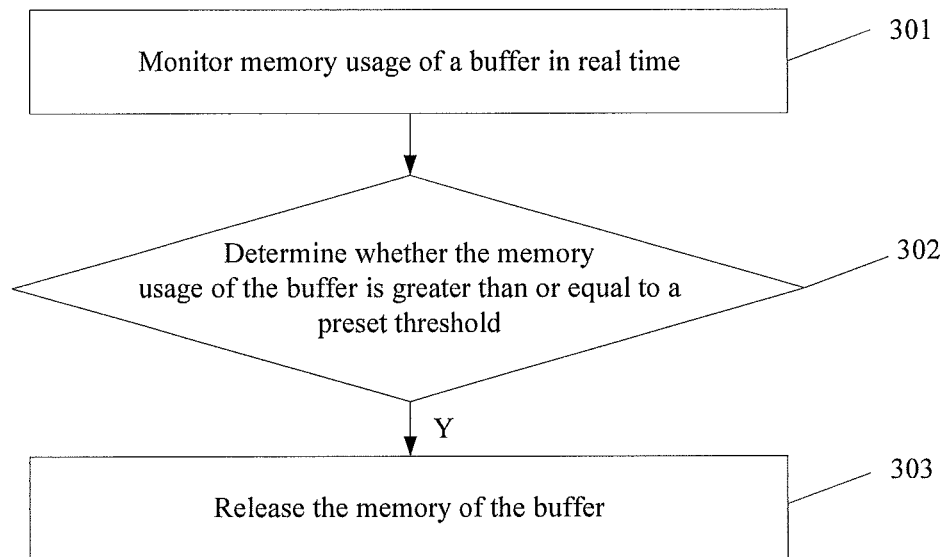 Monitor memory usage of a buffer in real time
301
Determine whether the memory
usage of the buffer is greater than or equal to a
preset threshold
302
Y
Release the memory of the buffer
303